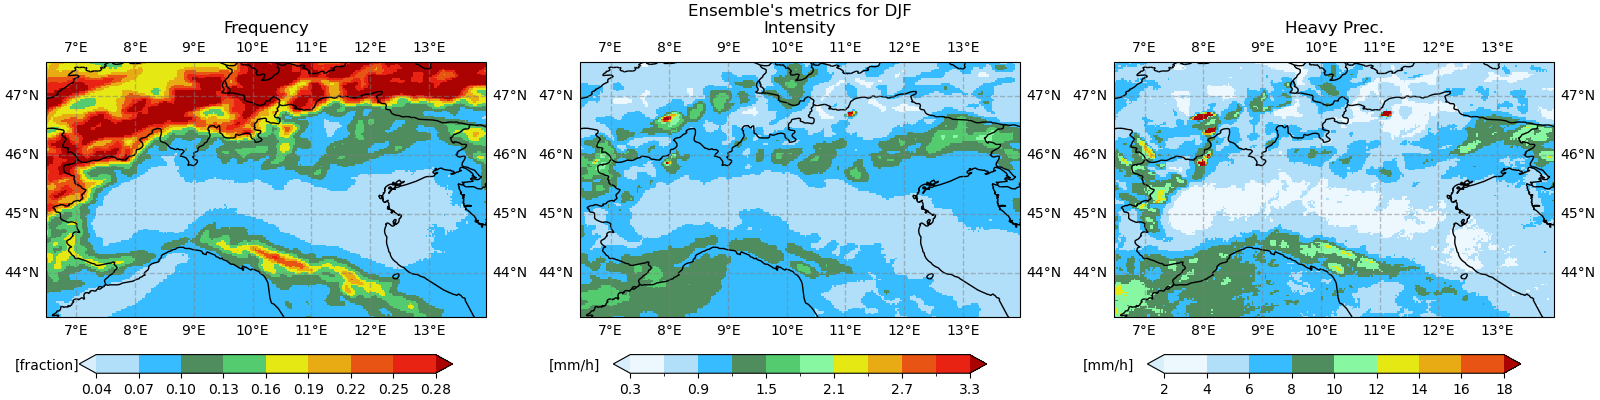 Ensemble's metrics for DJF
Frequency
Intensity
Heavy Prec.
7°E 8°E 9°E 10°E 11°E 12°E 13°E
7°E 8°E 9°E 10°E 11°E 12°E 13°E
7°E 8°E 9°E 10°E 11°E 12°E 13°E
47°N 47°N 47°N 47°N 47°N 47°N
46°N 46°N 46°N 46°N 46°N 46°N
45°N 45°N 45°N 45°N 45°N 45°N
44°N 44°N 44°N 44°N 44°N 44°N
7°E 8°E 9°E 10°E 11°E 12°E 13°E
7°E 8°E 9°E 10°E 11°E 12°E 13°E
7°E 8°E 9°E 10°E 11°E 12°E 13°E
[fraction]
0.04 0.07 0.10 0.13 0.16 0.19 0.22 0.25 0.28
[mm/h]
0.3 0.9 1.5 2.1 2.7 3.3
[mm/h]
2 4 6 8 10 12 14 16 18